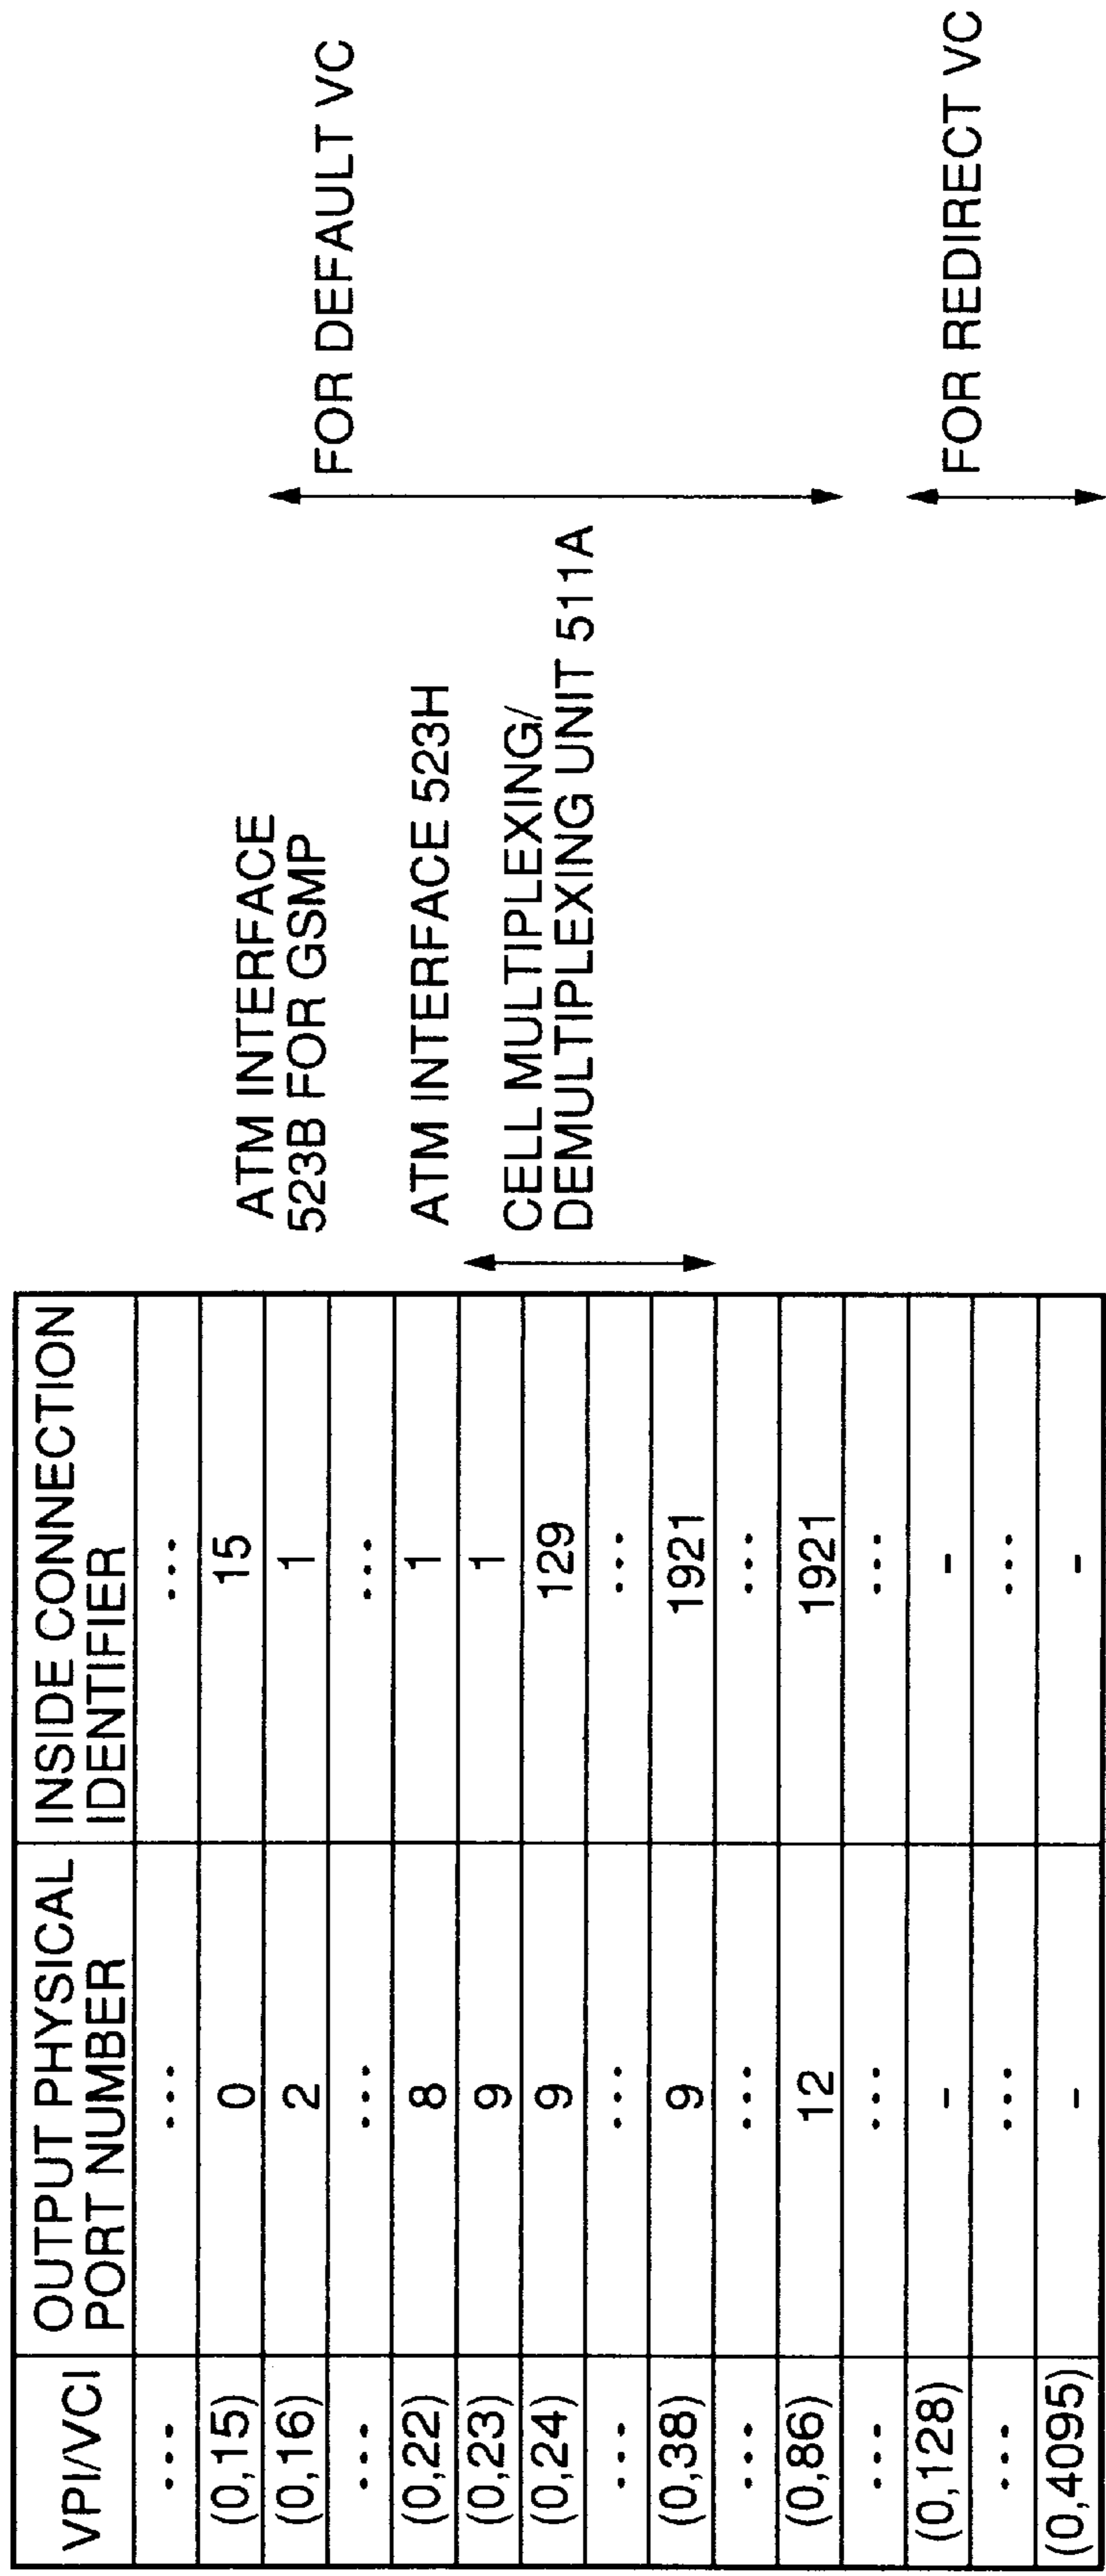 VPI/VCI OUTPUT PHYSICAL PORT NUMBER INSIDE CONNECTION IDENTIFIER
... ... ...
(0,15) 0 15 ATM INTERFACE 523B FOR GSMP
(0,16) 2 1
... ... ...
(0,22) 8 1 ATM INTERFACE 523H
(0,23) 9 1
(0,24) 9 129
... ... ...
(0,38) 9 1921
... ... ...
(0,86) 12 1921
... ... ...
(0,128) - -
... ... ...
(0,4095) - -
CELL MULTIPLEXING/
DEMULTIPLEXING UNIT 511A
FOR DEFAULT VC
FOR REDIRECT VC